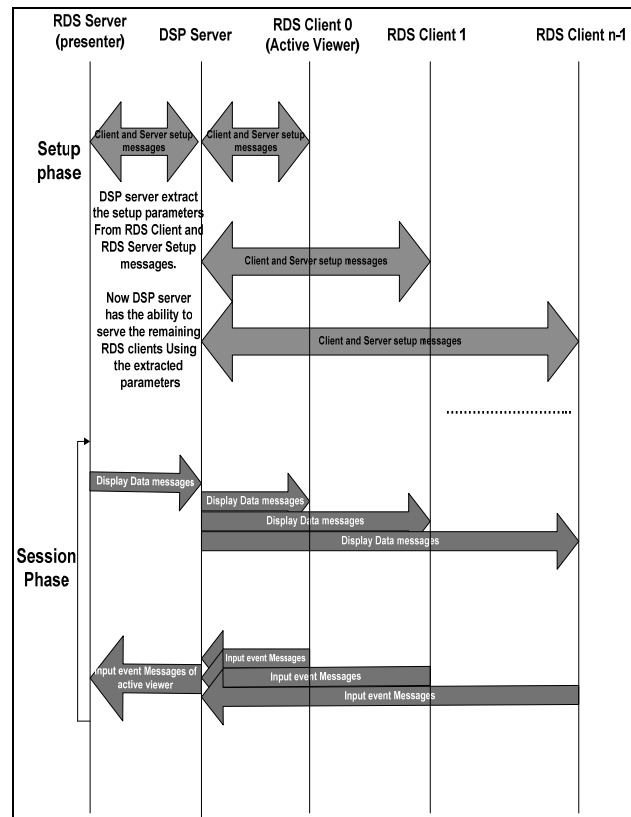 RDS Server
(presenter)
DSP Server
RDS Client 0
(Active Viewer)
RDS Client 1
RDS Client n-1
Setup
phase
Client and Server setup
messages
Client and Server setup
messages
DSP server extract
the setup parameters
From RDS Client and
RDS Server Setup
messages.
Client and Server setup messages
Now DSP server
has the ability to
serve the remaining
RDS clients Using
the extracted
parameters
Client and Server setup messages
Session
Phase
Display Data messages
Display Data messages
Display Data messages
Display Data messages
Input event Messages of
active viewer
Input event Messages
Input event Messages
Input event Messages